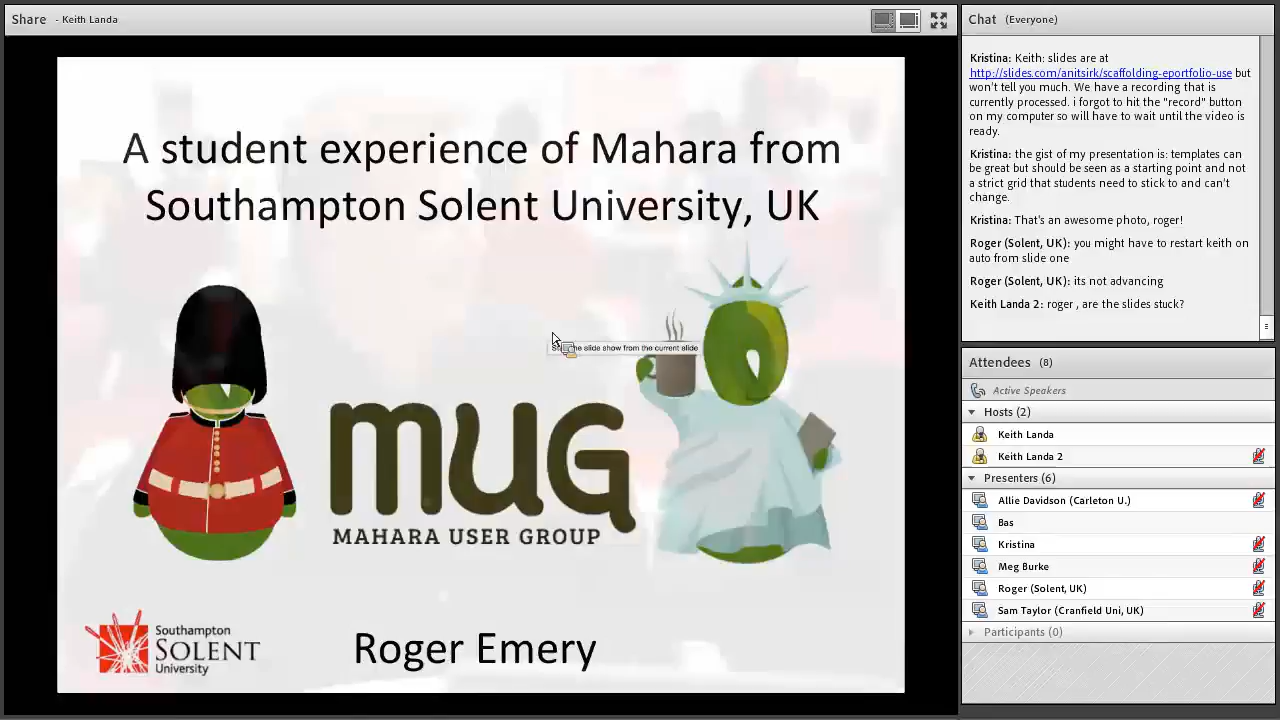 Share - Keith Landa
A student experience of Mahara from
Southampton Solent University, UK
the slide show from the current slide
mug
MAHARA USER GROUP
Southampton
SOLENT
University
Roger Emery
Chat (Everyone)
Kristina: Keith: slides are at
http://slides.com/anitsirk/scaffolding-eportfolio-use but
won't tell you much. We have a recording that is
currently processed. i forgot to hit the "record" button
on my computer so will have to wait until the video is
ready.
Kristina: the gist of my presentation is: templates can
be great but should be seen as a starting point and not
a strict grid that students need to stick to and can't
change.
Kristina: That's an awesome photo, roger!
Roger (Solent, UK): you might have to restart keith on
auto from slide one
Roger (Solent, UK): its not advancing
Keith Landa 2: roger , are the slides stuck?
Attendees (8)
Active Speakers
Hosts (2)
Keith Landa
Keith Landa 2
Presenters (6)
Allie Davidson (Carleton U.)
Bas
Kristina
Meg Burke
Roger (Solent, UK)
Sam Taylor (Cranfield Uni, UK)
Participants (0)